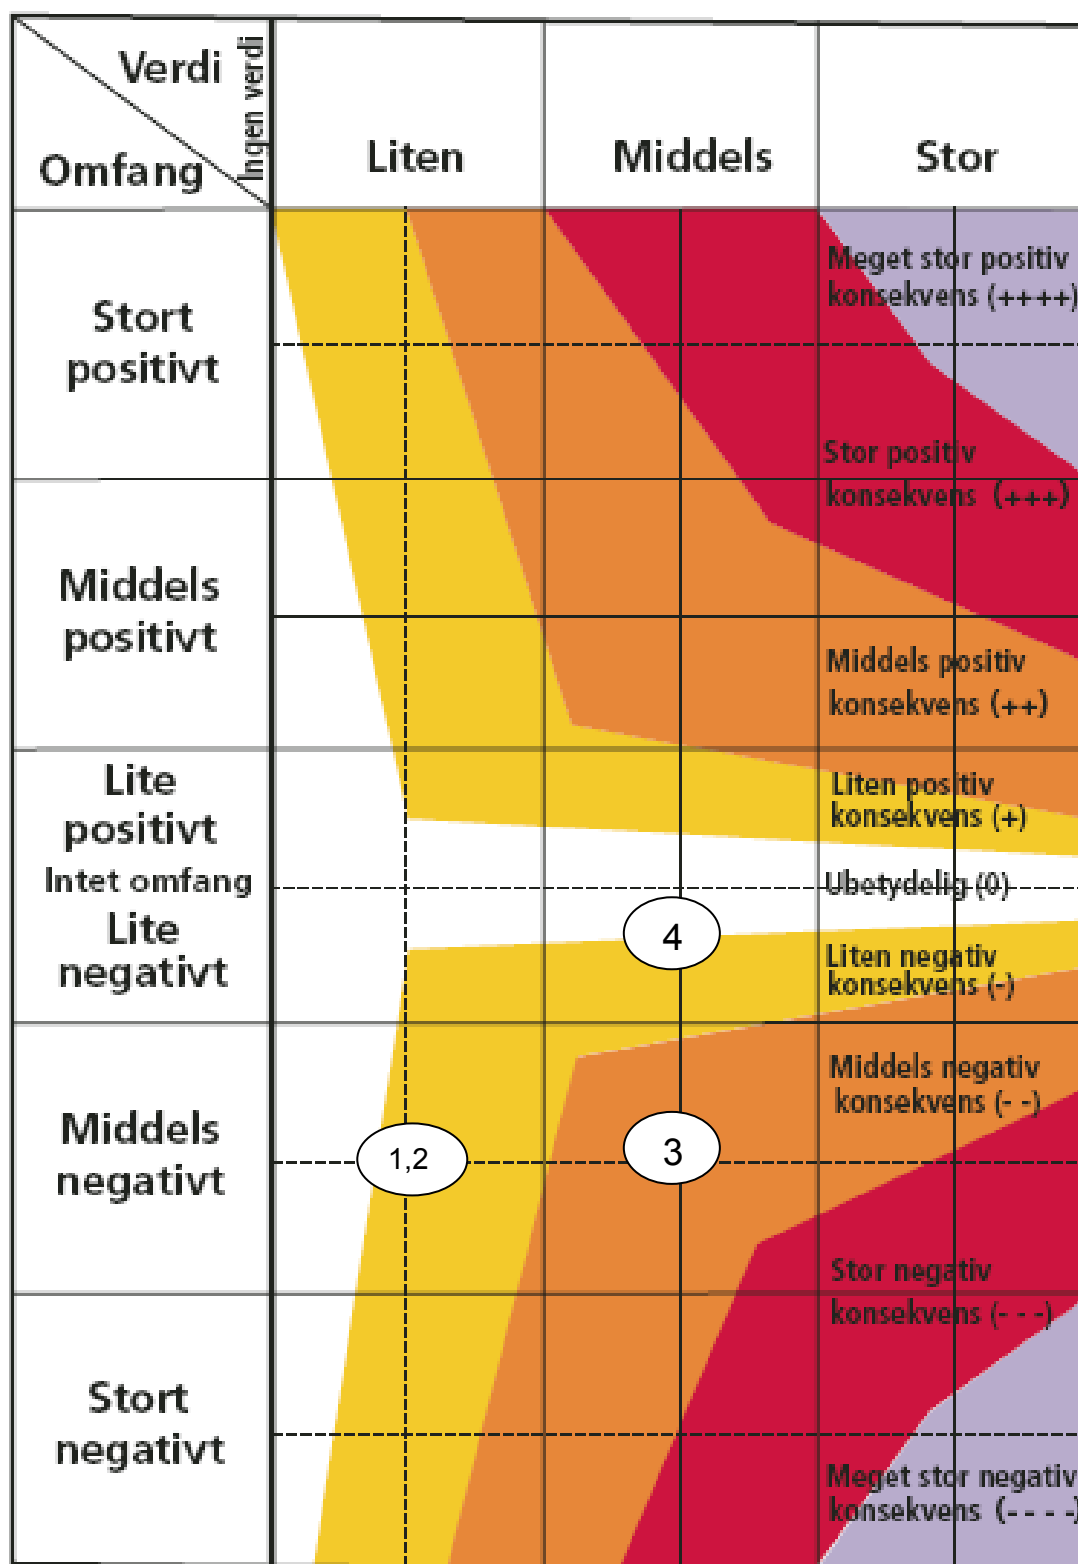 Verdi
Ingen verdi
Omfang
Liten
Middels
Stor
Stort
positivt
Meget stor positiv
konsekvens (++++)
Stor positiv
konsekvens (+++)
Middels
positivt
Middels positiv
konsekvens (++)
Lite
positivt
Liten positiv
konsekvens (+)
Intet omfang
Ubetydelig (0)
Lite
negativt
4
Liten negativ
konsekvens (-)
Middels
negativt
1,2
3
Middels negativ
konsekvens (- -)
Stor negativ
konsekvens (- - -)
Stort
negativt
Meget stor negativ
konsekvens (- - - -)